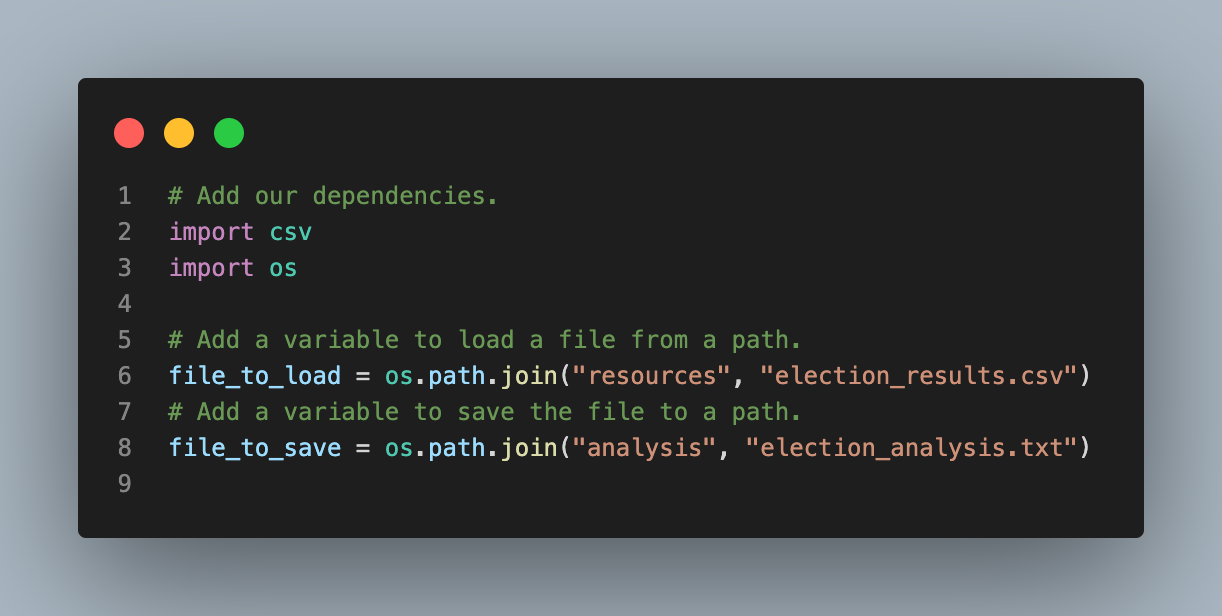 1 # Add our dependencies.
2 import csv
3 import os
4
5 # Add a variable to load a file from a path.
6 file_to_load = os.path.join("resources", "election_results.csv")
7 # Add a variable to save the file to a path.
8 file_to_save = os.path.join("analysis", "election_analysis.txt")
9